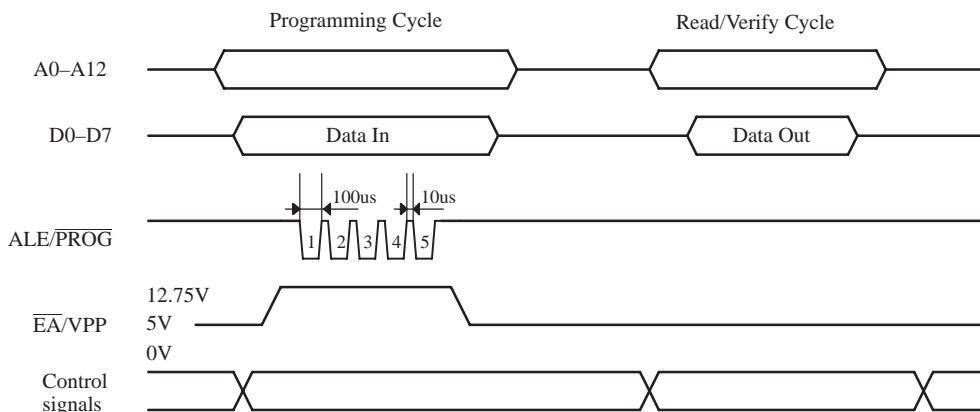 Programming Cycle Read/Verify Cycle
A0–A12
D0–D7 Data In Data Out
100us 10us
ALE/PROG 1 2 3 4 5
12.75V
EA/VPP 5V
0V
Control
signals